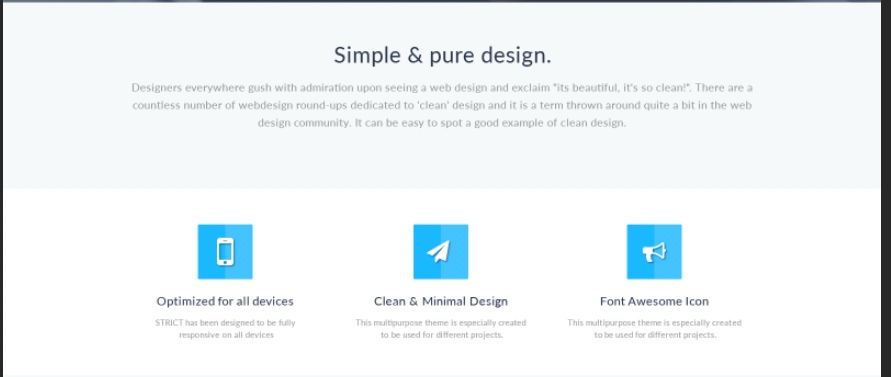 Simple & pure design.
Designers everywhere gush with admiration upon seeing a web design and exclaim "its beautiful, it's so clean!". There are a
countless number of webdesign round-ups dedicated to 'clean' design and it is a term thrown around quite a bit in the web
design community. It can be easy to spot a good example of clean design.
Optimized for all devices
STRICT has been designed to be fully
responsive on all devices
Clean & Minimal Design
This multipurpose theme is especially created
to be used for different projects.
Font Awesome Icon
This multipurpose theme is especially created
to be used for different projects.